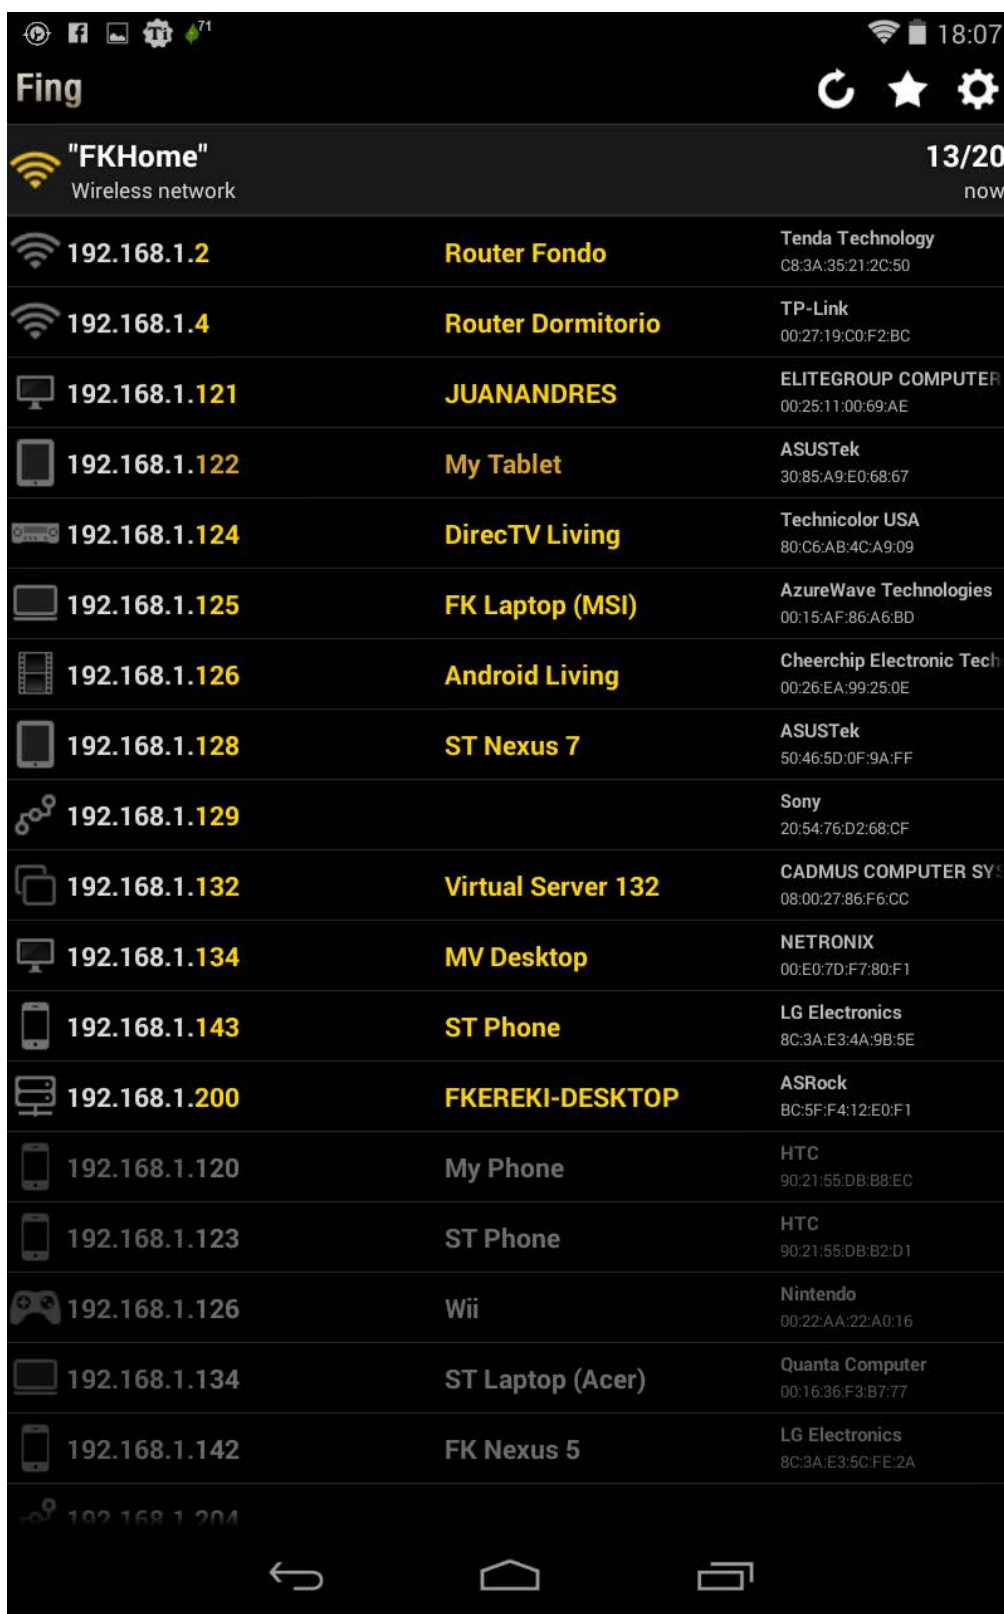 71
18:07
Fing
"FKHome" 13/20
Wireless network now
192.168.1.2 Router Fondo Tenda Technology
C8:3A:35:21:2C:50
192.168.1.4 Router Dormitorio TP-Link
00:27:19:C0:F2:BC
192.168.1.121 JUANANDRES ELITEGROUP COMPUTER
00:25:11:00:69:AE
192.168.1.122 My Tablet ASUSTek
30:85:A9:E0:68:67
192.168.1.124 DirecTV Living Technicolor USA
80:C6:AB:4C:A9:09
192.168.1.125 FK Laptop (MSI) AzureWave Technologies
00:15:AF:86:A6:BD
192.168.1.126 Android Living Cheerchip Electronic Tech
00:26:EA:99:25:0E
192.168.1.128 ST Nexus 7 ASUSTek
50:46:5D:0F:9A:FF
192.168.1.129 Sony
20:54:76:D2:68:CF
192.168.1.132 Virtual Server 132 CADMUS COMPUTER SYS
08:00:27:86:F6:CC
192.168.1.134 MV Desktop NETRONIX
00:E0:7D:F7:80:F1
192.168.1.143 ST Phone LG Electronics
8C:3A:E3:4A:9B:5E
192.168.1.200 FKEREKI-DESKTOP ASRock
BC:5F:F4:12:E0:F1
192.168.1.120 My Phone HTC
90:21:55:DB:B8:EC
192.168.1.123 ST Phone HTC
90:21:55:DB:B2:D1
192.168.1.126 Wii Nintendo
00:22:AA:22:A0:16
192.168.1.134 ST Laptop (Acer) Quanta Computer
00:16:36:F3:B7:77
192.168.1.142 FK Nexus 5 LG Electronics
8C:3A:E3:5C:FE:2A
192.168.1.204